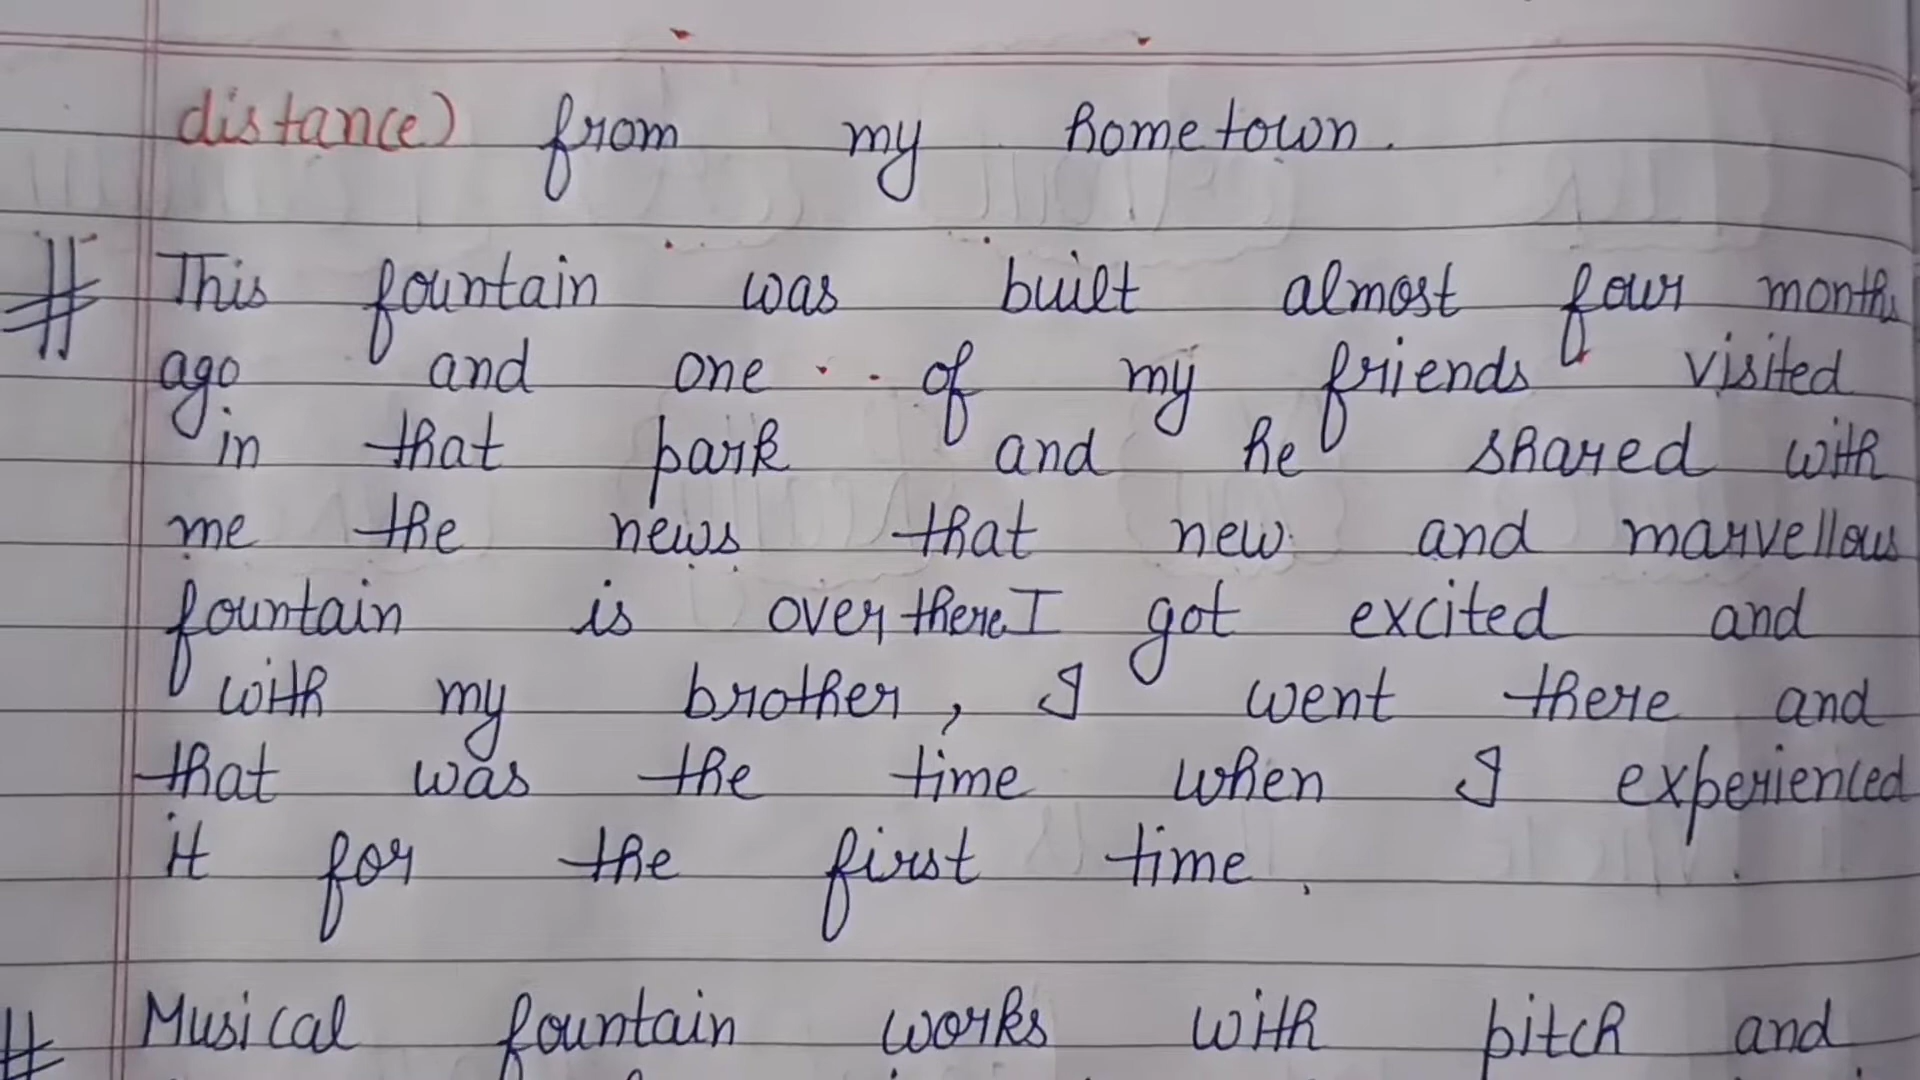 distance) from my hometown.
# This fountain was built almost four months
ago and one of my friends visited
in that park and he shared with
me the news that new and marvellous
fountain is over there. I got excited and
with my brother, I went there and
that was the time when I experienced
it for the first time.
# Musical fountain works with pitch and